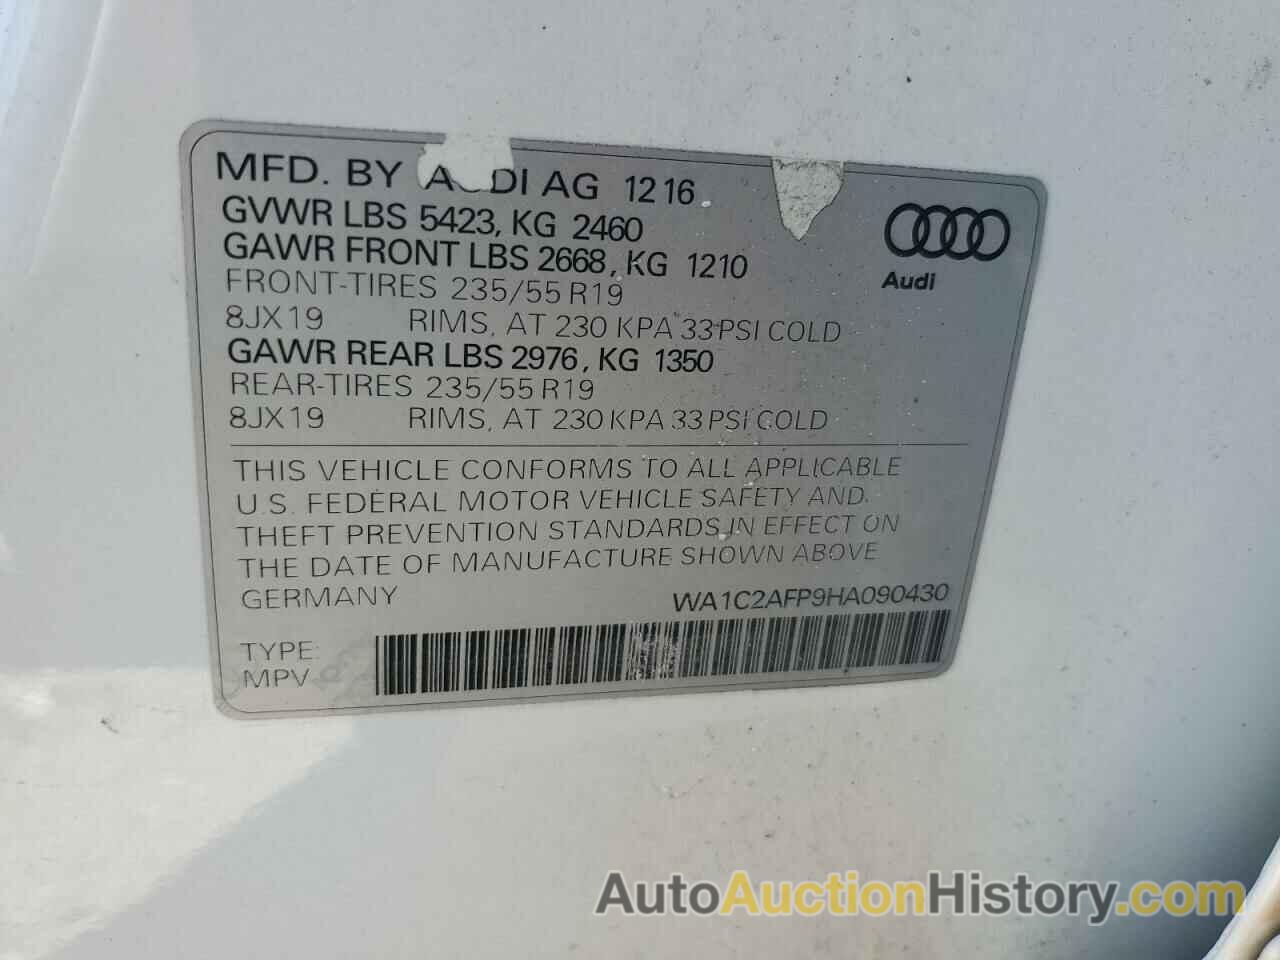 MFD. BY AUDI AG 12 16
GVWR LBS 5423, KG 2460
GAWR FRONT LBS 2668, KG 1210
FRONT-TIRES 235/55 R19
8JX19 RIMS, AT 230 KPA 33 PSI COLD
GAWR REAR LBS 2976, KG 1350
REAR-TIRES 235/55 R19
8JX19 RIMS, AT 230 KPA 33 PSI COLD
Audi
THIS VEHICLE CONFORMS TO ALL APPLICABLE
U.S. FEDERAL MOTOR VEHICLE SAFETY AND
THEFT PREVENTION STANDARDS IN EFFECT ON
THE DATE OF MANUFACTURE SHOWN ABOVE
GERMANY WA1C2AFP9HA090430
TYPE:
MPV
AutoAuctionHistory.com